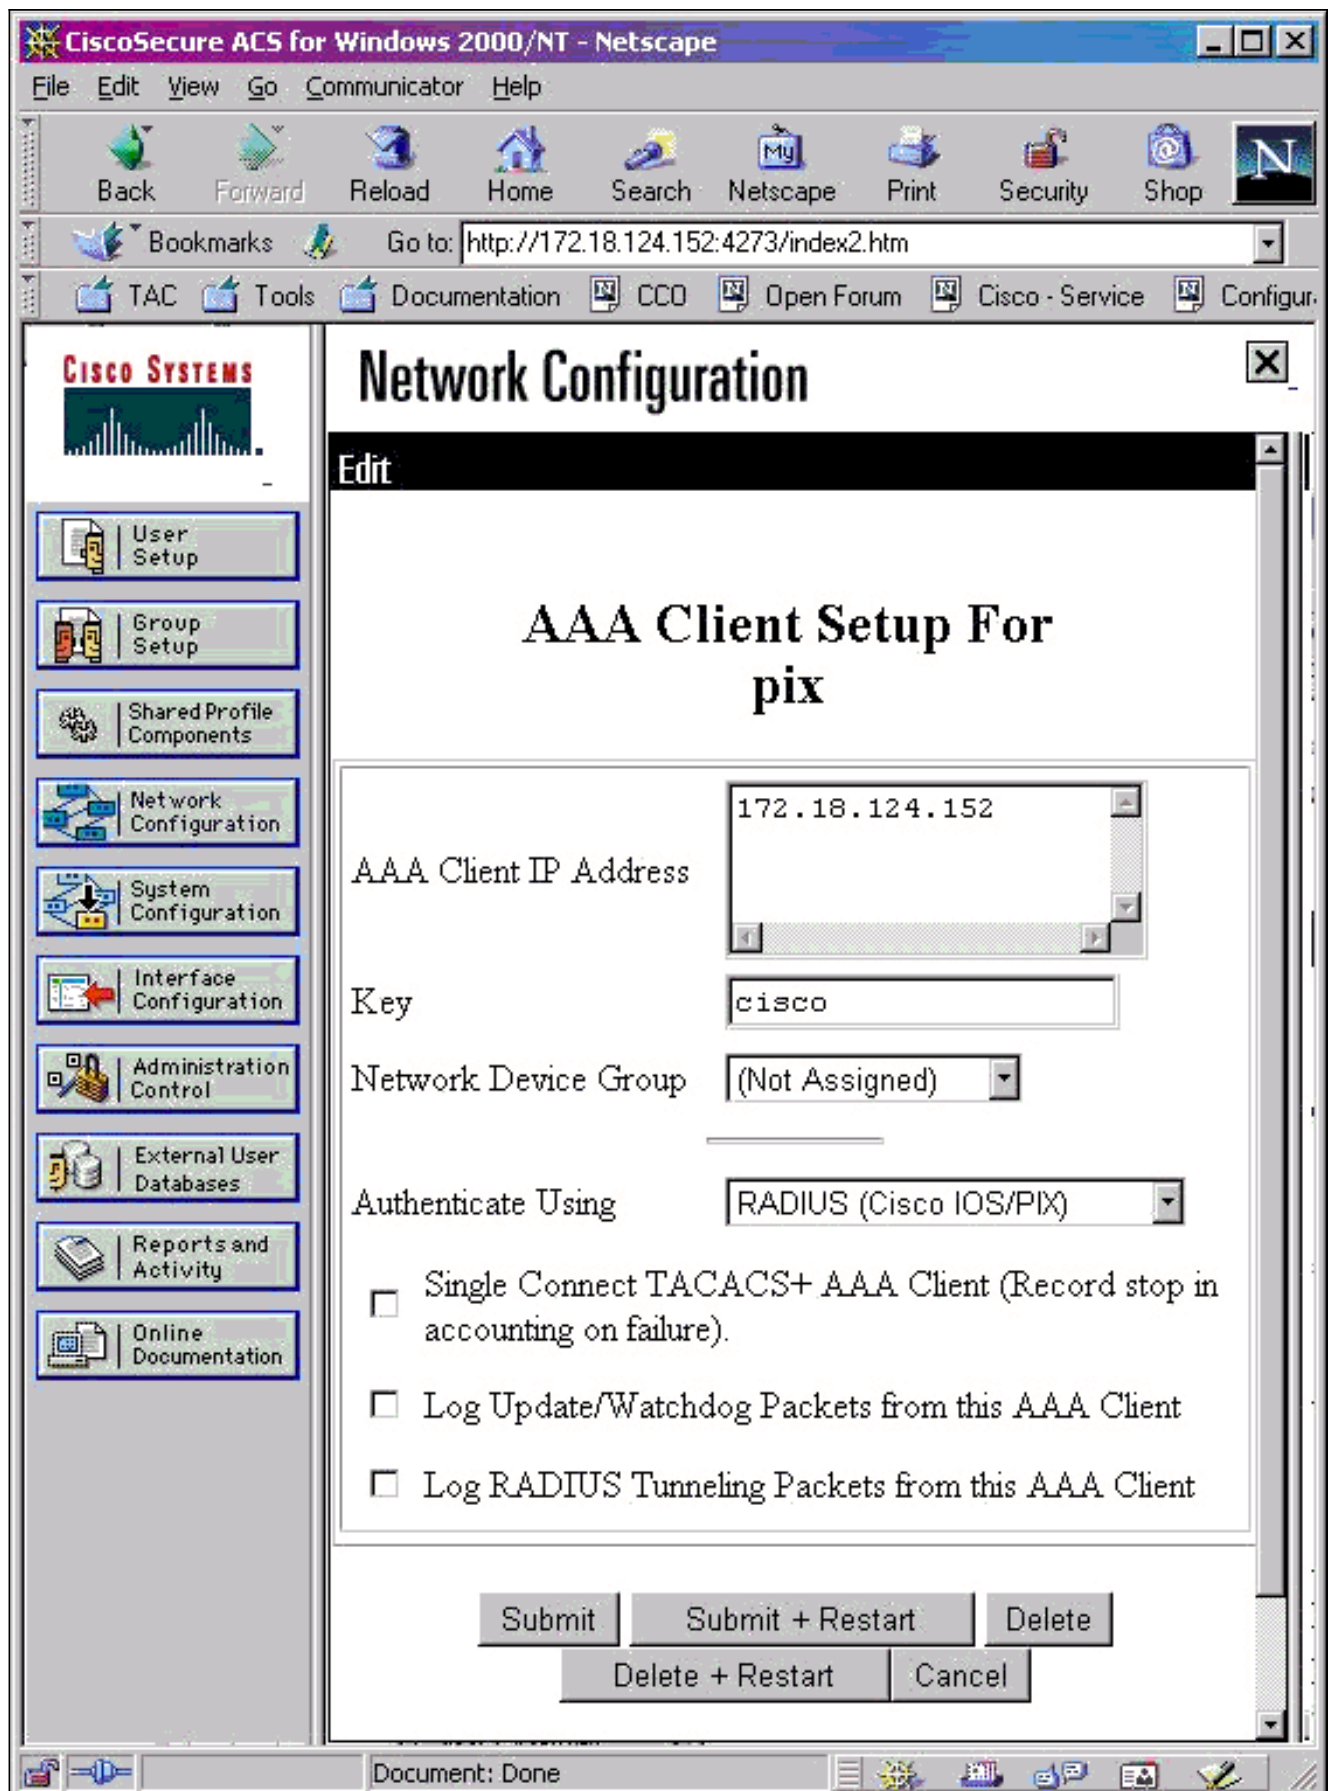 CiscoSecure ACS for Windows 2000/NT - Netscape
File Edit View Go Communicator Help
My
N
Back Forward Reload Home Search Netscape Print Security Shop
Bookmarks Go to: http://172.18.124.152:4273/index2.htm
TAC Tools Documentation CCO Open Forum Cisco - Service Configur
CISCO SYSTEMS
Network Configuration
Edit
User
Setup
Group
Setup
Shared Profile
Components
Network
Configuration
System
Configuration
Interface
Configuration
Administration
Control
External User
Databases
Reports and
Activity
Online
Documentation
AAA Client Setup For
pix
AAA Client IP Address 172.18.124.152
Key cisco
Network Device Group (Not Assigned)
Authenticate Using RADIUS (Cisco IOS/PIX)
Single Connect TACACS+ AAA Client (Record stop in
accounting on failure).
Log Update/Watchdog Packets from this AAA Client
Log RADIUS Tunneling Packets from this AAA Client
Submit Submit + Restart Delete
Delete + Restart Cancel
Document: Done